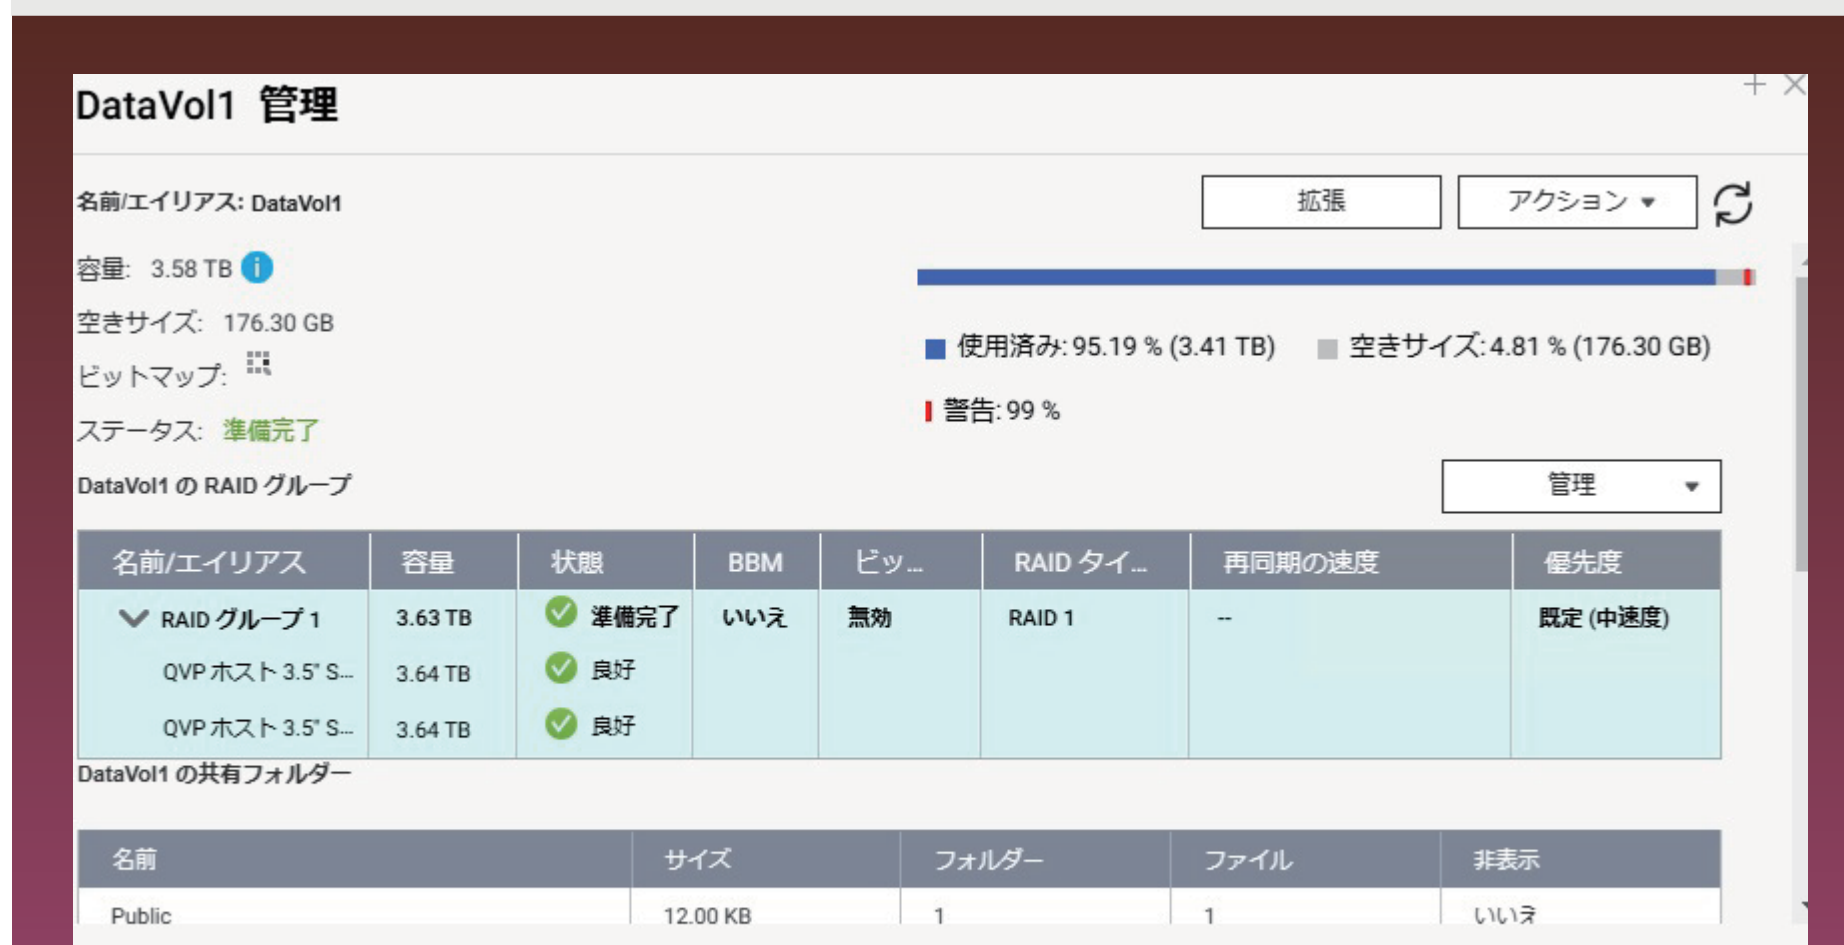 DataVol1 管理
名前/エイリアス: DataVol1
拡張
アクション
容量: 3.58 TB
空きサイズ: 176.30 GB
使用済み: 95.19 % (3.41 TB)
空きサイズ: 4.81 % (176.30 GB)
ビットマップ:
警告: 99 %
ステータス: 準備完了
DataVol1 の RAID グループ
管理
名前/エイリアス 容量 状態 BBM ビッ... RAID タイ... 再同期の速度 優先度
RAID グループ 1 3.63 TB 準備完了 いいえ 無効 RAID 1 -- 既定 (中速度)
QVP ホスト 3.5" S... 3.64 TB 良好
QVP ホスト 3.5" S... 3.64 TB 良好
DataVol1 の共有フォルダー
名前 サイズ フォルダー ファイル 非表示
Public 12.00 KB 1 1 いいえ